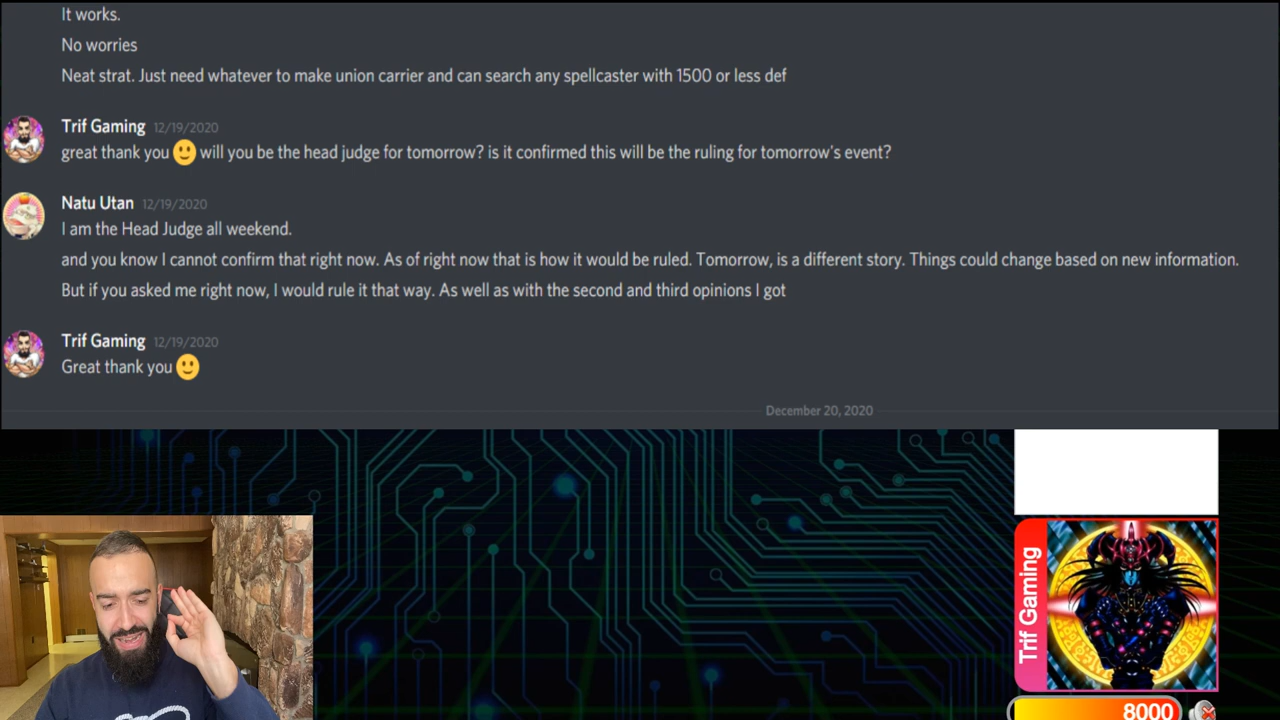 It works.
No worries
Neat strat. Just need whatever to make union carrier and can search any spellcaster with 1500 or less def
Trif Gaming 12/19/2020
great thank you 🙂 will you be the head judge for tomorrow? is it confirmed this will be the ruling for tomorrow's event?
Natu Utan 12/19/2020
I am the Head Judge all weekend.
and you know I cannot confirm that right now. As of right now that is how it would be ruled. Tomorrow, is a different story. Things could change based on new information.
But if you asked me right now, I would rule it that way. As well as with the second and third opinions I got
Trif Gaming 12/19/2020
Great thank you 🙂
December 20, 2020
Trif Gaming
8000